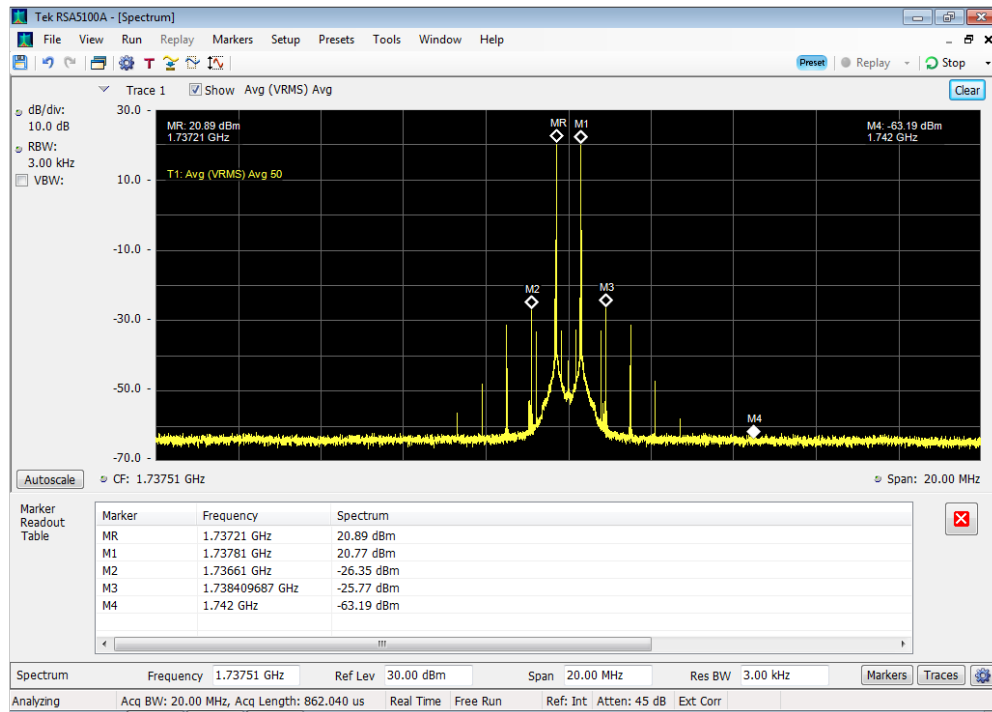 Tek RSA5100A - [Spectrum]
File View Run Replay Markers Setup Presets Tools Window Help
T Preset Replay Stop
Trace 1 Show Avg (VRMS) Avg Clear
dB/div:
10.0 dB
RBW:
3.00 kHz
VBW:
30.0
10.0
-10.0
-30.0
-50.0
-70.0
MR: 20.89 dBm
1.73721 GHz
T1: Avg (VRMS) Avg 50
MR M1
M4: -63.19 dBm
1.742 GHz
M2 M3
M4
Autoscale CF: 1.73751 GHz Span: 20.00 MHz
Marker
Readout
Table
Marker Frequency Spectrum
MR 1.73721 GHz 20.89 dBm
M1 1.73781 GHz 20.77 dBm
M2 1.73661 GHz -26.35 dBm
M3 1.738409687 GHz -25.77 dBm
M4 1.742 GHz -63.19 dBm
Spectrum Frequency 1.73751 GHz Ref Lev 30.00 dBm Span 20.00 MHz Res BW 3.00 kHz Markers Traces
Analyzing Acq BW: 20.00 MHz, Acq Length: 862.040 us Real Time Free Run Ref: Int Atten: 45 dB Ext Corr